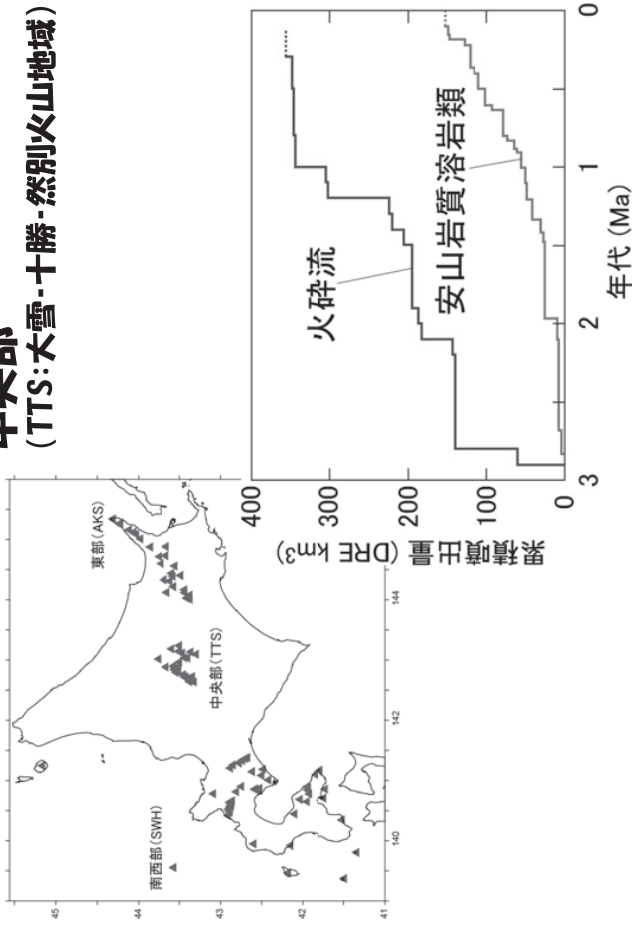 中央部
(TTS:大雪-十勝-然別火山地域)
南西部(SWH)
中央部(TTS)
東部(AKS)
45
44
43
42
41
140
142
144
累積噴出量 (DRE km³)
400
300
200
100
0
火砕流
安山岩質溶岩類
3
2
1
0
年代 (Ma)